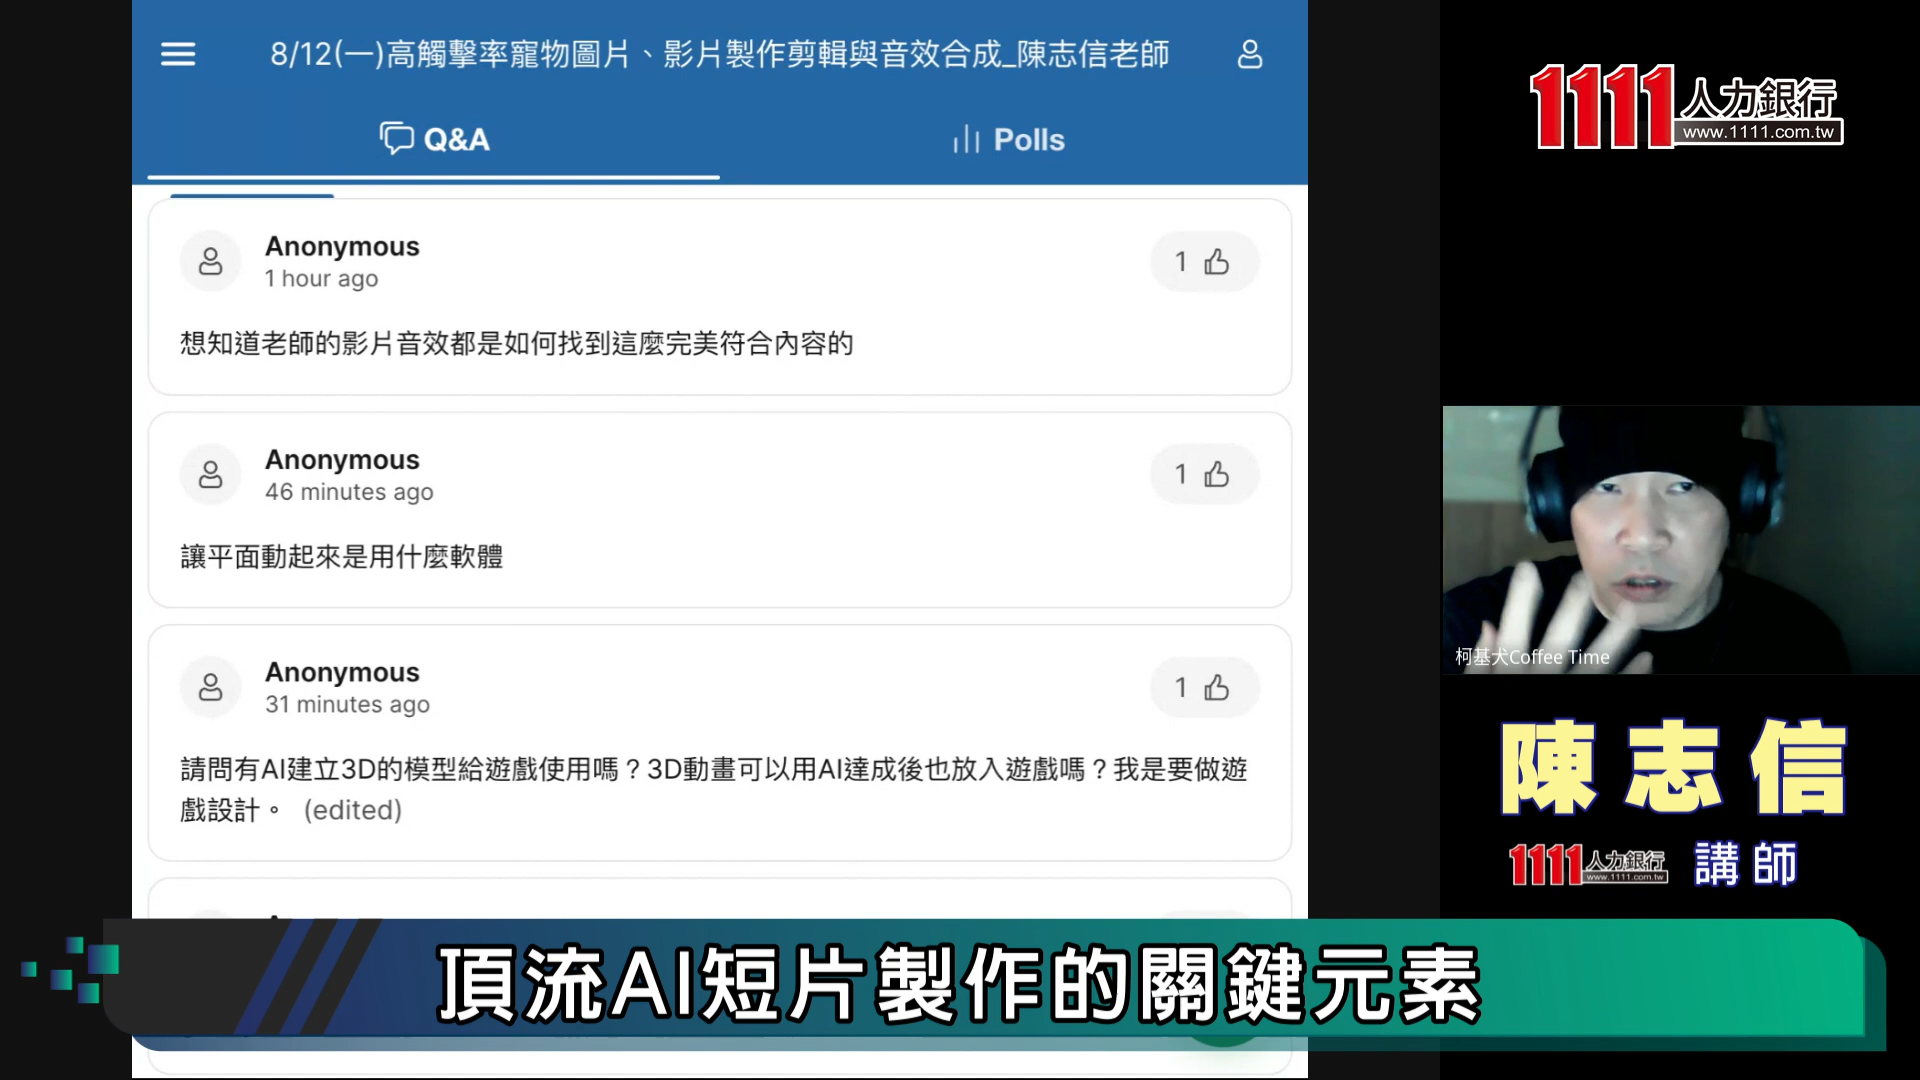 8/12(一)高觸擊率寵物圖片、影片製作剪輯與音效合成_陳志信老師
Q&A
Polls
Anonymous
1 hour ago
1
想知道老師的影片音效都是如何找到這麼完美符合內容的
Anonymous
46 minutes ago
1
讓平面動起來是用什麼軟體
Anonymous
31 minutes ago
1
請問有AI建立3D的模型給遊戲使用嗎？3D動畫可以用AI達成後也放入遊戲嗎？我是要做遊
戲設計。 (edited)
1111人力銀行
www.1111.com.tw
柯基犬Coffee Time
陳志信
1111人力銀行
www.1111.com.tw
講師
頂流AI短片製作的關鍵元素